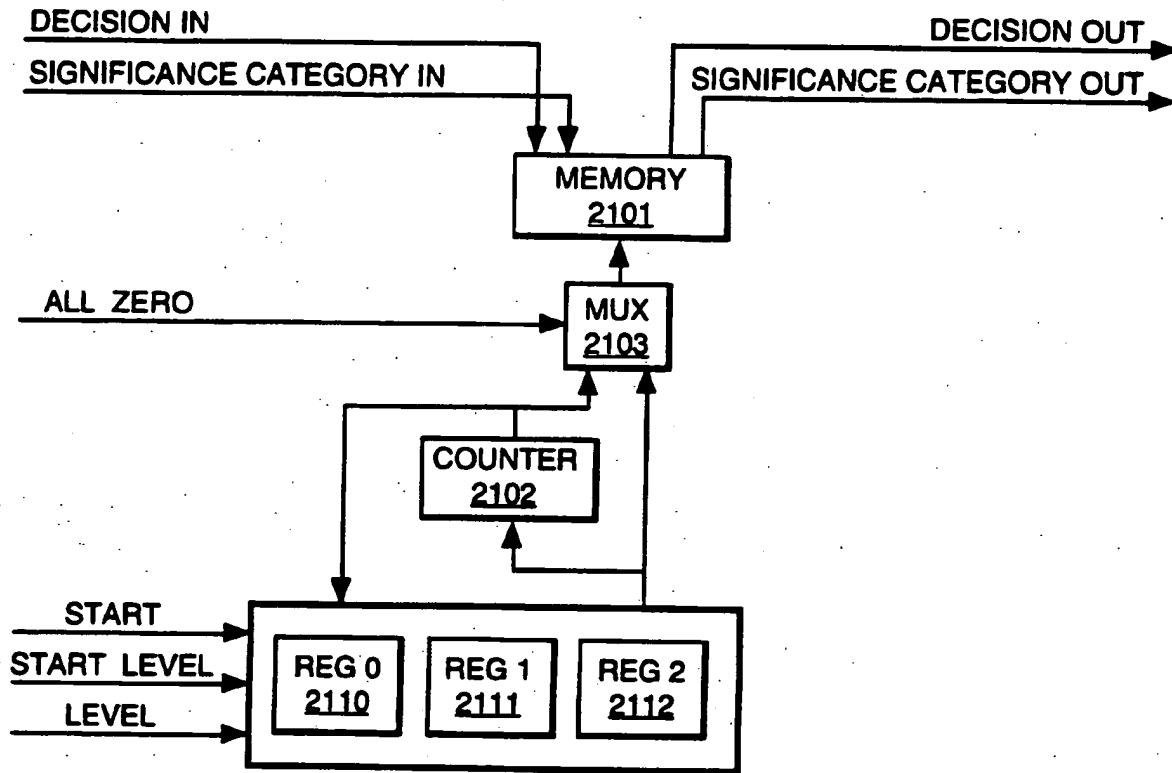 DECISION IN
DECISION OUT
SIGNIFICANCE CATEGORY IN
SIGNIFICANCE CATEGORY OUT
MEMORY
2101
ALL ZERO
MUX
2103
COUNTER
2102
START
START LEVEL
LEVEL
REG 0
2110
REG 1
2111
REG 2
2112